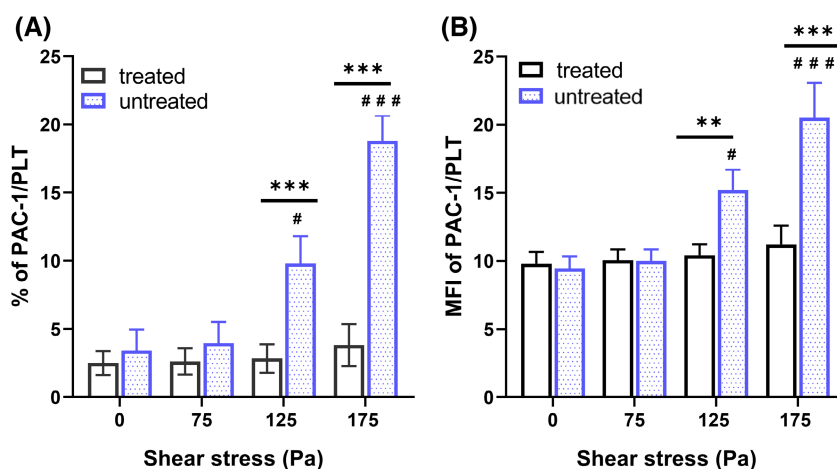 (A)
25
20
15
10
5
0
% of PAC-1/PLT
treated
untreated
***
#
***
# # #
0 75 125 175
Shear stress (Pa)
(B)
25
20
15
10
5
0
MFI of PAC-1/PLT
treated
untreated
**
#
***
# # #
0 75 125 175
Shear stress (Pa)